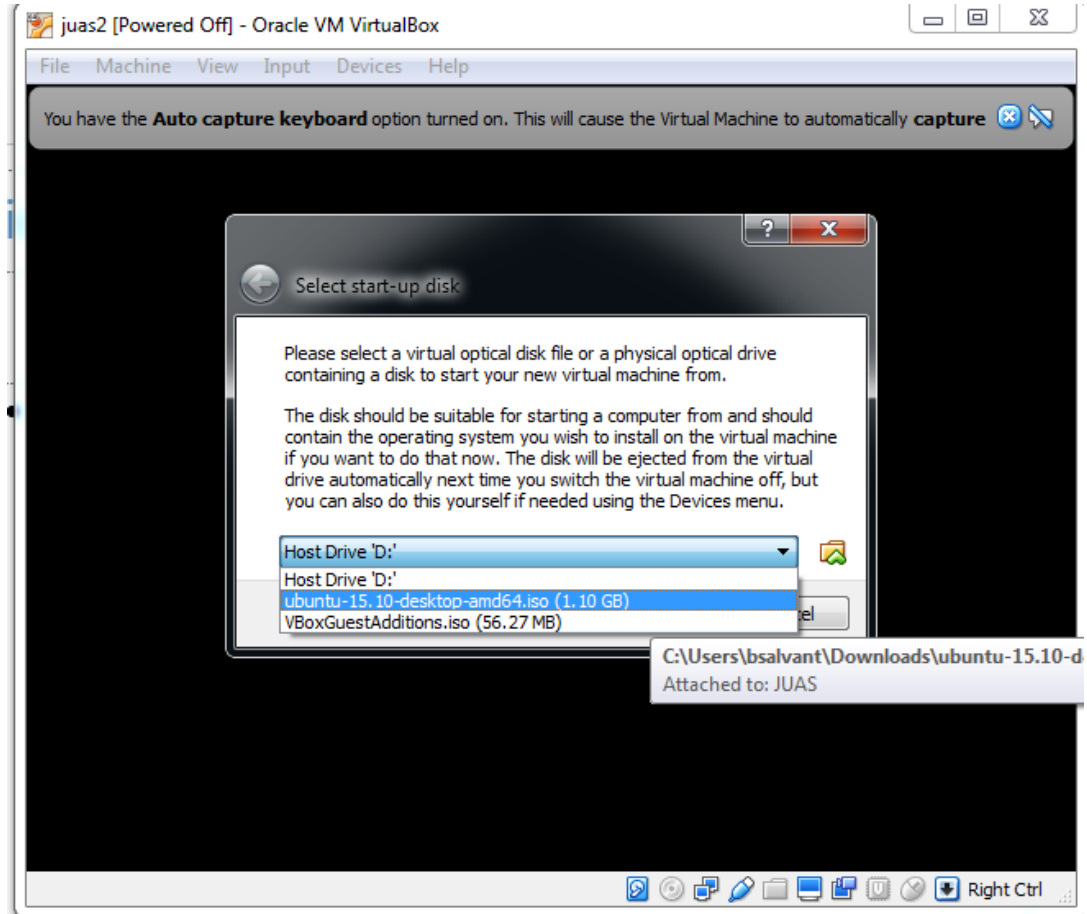 juas2 [Powered Off] - Oracle VM VirtualBox
File Machine View Input Devices Help
You have the Auto capture keyboard option turned on. This will cause the Virtual Machine to automatically capture
?
Select start-up disk
Please select a virtual optical disk file or a physical optical drive
containing a disk to start your new virtual machine from.
The disk should be suitable for starting a computer from and should
contain the operating system you wish to install on the virtual machine
if you want to do that now. The disk will be ejected from the virtual
drive automatically next time you switch the virtual machine off, but
you can also do this yourself if needed using the Devices menu.
Host Drive 'D:'
Host Drive 'D:'
ubuntu-15.10-desktop-amd64.iso (1.10 GB)
VBoxGuestAdditions.iso (56.27 MB)
C:\Users\bsalvant\Downloads\ubuntu-15.10-d
Attached to: JUAS
Right Ctrl